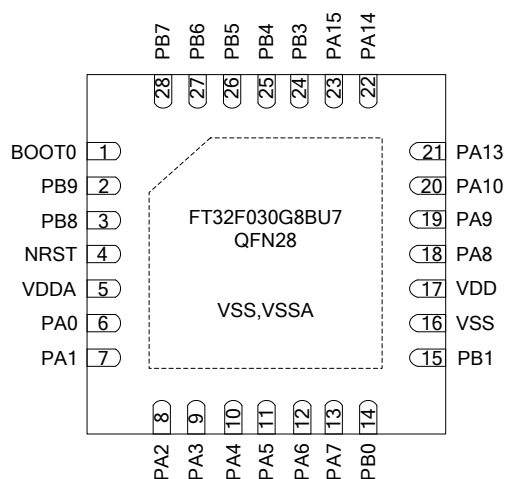 PB7 PB6 PB5 PB4 PB3 PA15 PA14
28 27 26 25 24 23 22
BOOT0 1
PB9 2
PB8 3
NRST 4
VDDA 5
PA0 6
PA1 7
FT32F030G8BU7
QFN28
VSS,VSSA
21 PA13
20 PA10
19 PA9
18 PA8
17 VDD
16 VSS
15 PB1
8 9 10 11 12 13 14
PA2 PA3 PA4 PA5 PA6 PA7 PB0